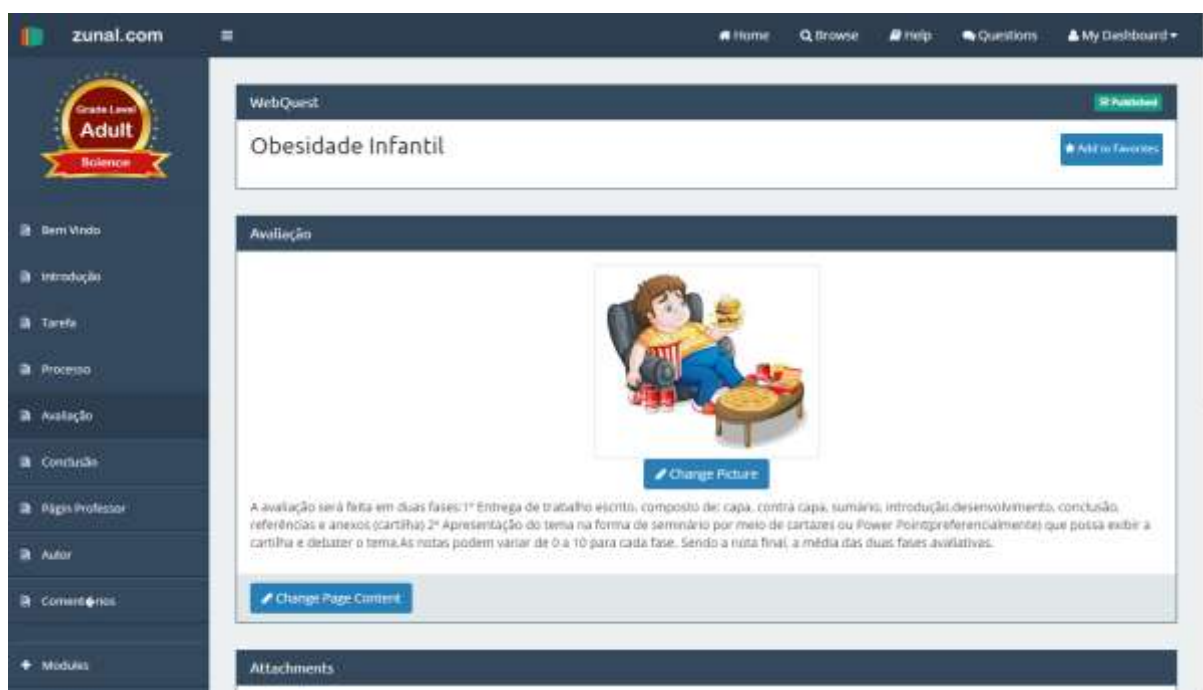 zunal.com
Home
Browse
Help
Questions
My Dashboard
Grade Level
Adult
Science
WebQuest
Published
Obesidade Infantil
Add to Favorites
Bem Vindo
Introdução
Tarefa
Processo
Avaliação
Conclusão
Págin Professor
Autor
Coment�rios
Modules
Avaliação
Change Picture
A avaliação será feita em duas fases:1ª Entrega de trabalho escrito, composto de: capa, contra capa, sumário, introdução,desenvolvimento, conclusão,
referências e anexos (cartilha) 2ª Apresentação do tema na forma de seminário por meio de cartazes ou Power Point(preferencialmente) que possa exibir a
cartilha e debater o tema.As notas podem variar de 0 a 10 para cada fase. Sendo a nota final, a média das duas fases avaliativas.
Change Page Content
Attachments